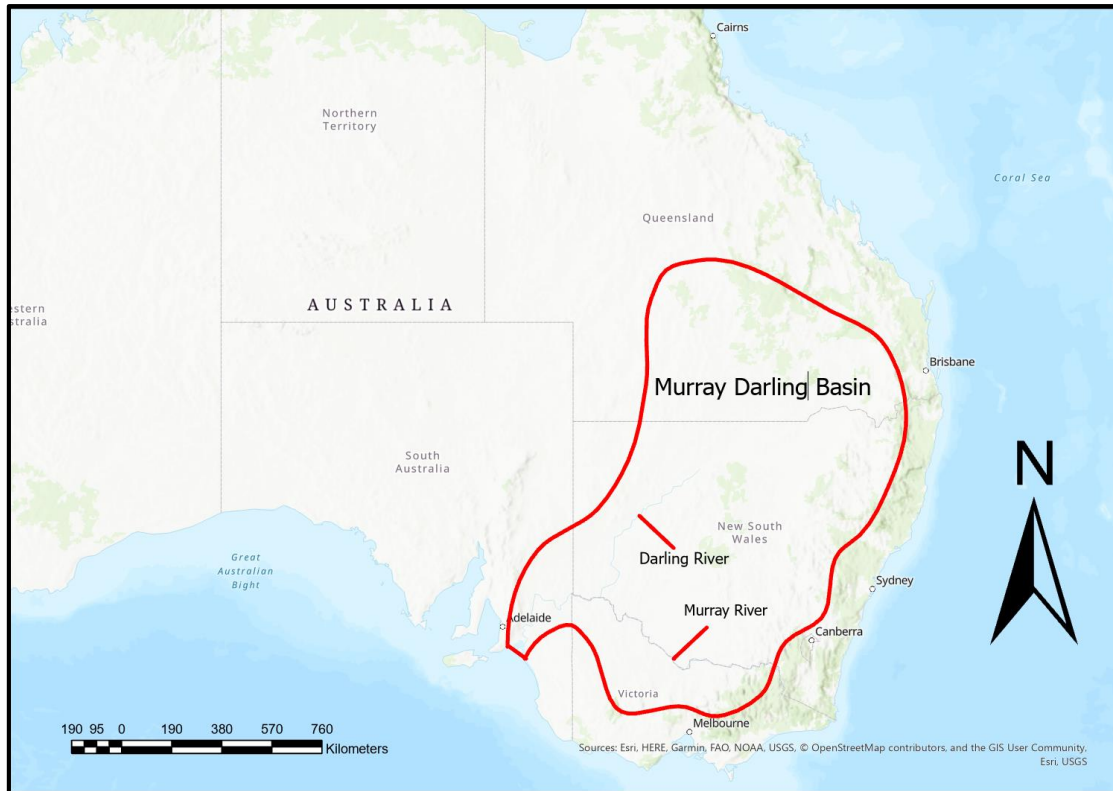 Cairns
Northern
Territory
Coral Sea
Queensland
AUSTRALIA
Brisbane
Murray Darling Basin
N
South
Australia
New South
Wales
Great
Australian
Bight
Darling River
Sydney
Murray River
Adelaide
Canberra
Victoria
Melbourne
190 95 0 190 380 570 760
Kilometers
Sources: Esri, HERE, Garmin, FAO, NOAA, USGS, © OpenStreetMap contributors, and the GIS User Community,
Esri, USGS